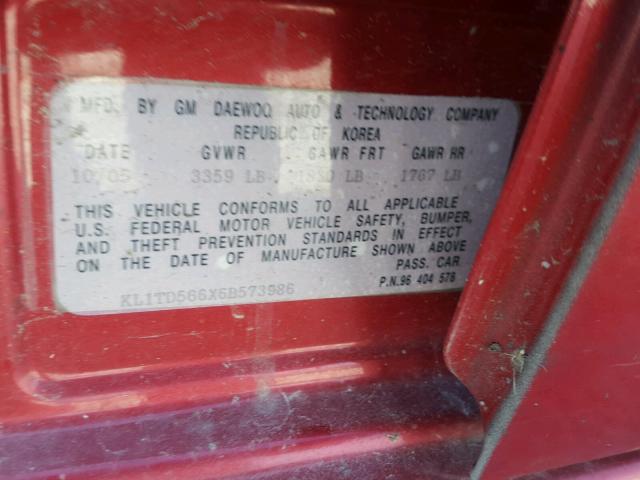 MFD. BY GM DAEWOO AUTO & TECHNOLOGY COMPANY
REPUBLIC OF KOREA
DATE GVWR GAWR FRT GAWR RR
10/05 3359 LB LB 1767 LB
THIS VEHICLE CONFORMS TO ALL APPLICABLE
U.S. FEDERAL MOTOR VEHICLE SAFETY, BUMPER,
AND THEFT PREVENTION STANDARDS IN EFFECT
ON THE DATE OF MANUFACTURE SHOWN ABOVE
PASS. CAR
KL1TD566X6B573986 P.N.96 404 578